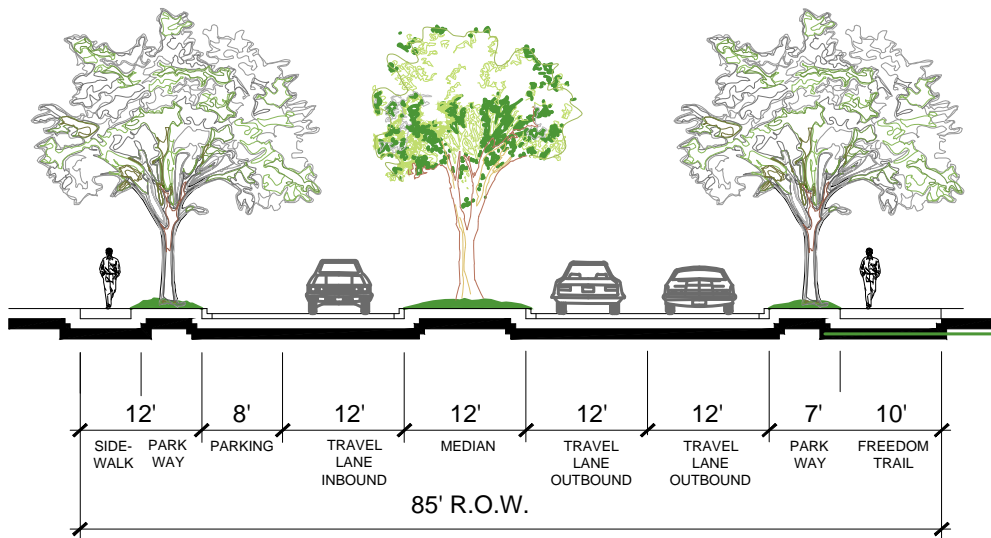 12' 8' 12' 12' 12' 12' 7' 10'
SIDE-
WALK
PARK
WAY
PARKING
TRAVEL
LANE
INBOUND
MEDIAN
TRAVEL
LANE
OUTBOUND
TRAVEL
LANE
OUTBOUND
PARK
WAY
FREEDOM
TRAIL
85' R.O.W.